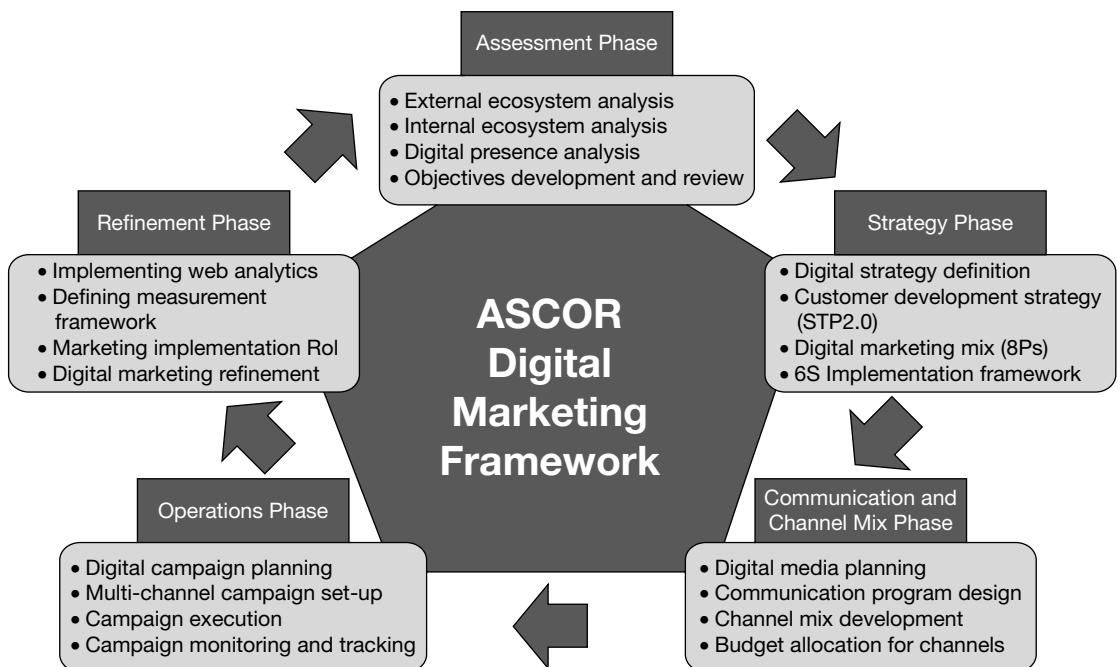 Assessment Phase
• External ecosystem analysis
• Internal ecosystem analysis
• Digital presence analysis
• Objectives development and review
Strategy Phase
• Digital strategy definition
• Customer development strategy
(STP2.0)
• Digital marketing mix (8Ps)
• 6S Implementation framework
Communication and
Channel Mix Phase
• Digital media planning
• Communication program design
• Channel mix development
• Budget allocation for channels
Operations Phase
• Digital campaign planning
• Multi-channel campaign set-up
• Campaign execution
• Campaign monitoring and tracking
Refinement Phase
• Implementing web analytics
• Defining measurement
framework
• Marketing implementation RoI
• Digital marketing refinement
ASCOR
Digital
Marketing
Framework